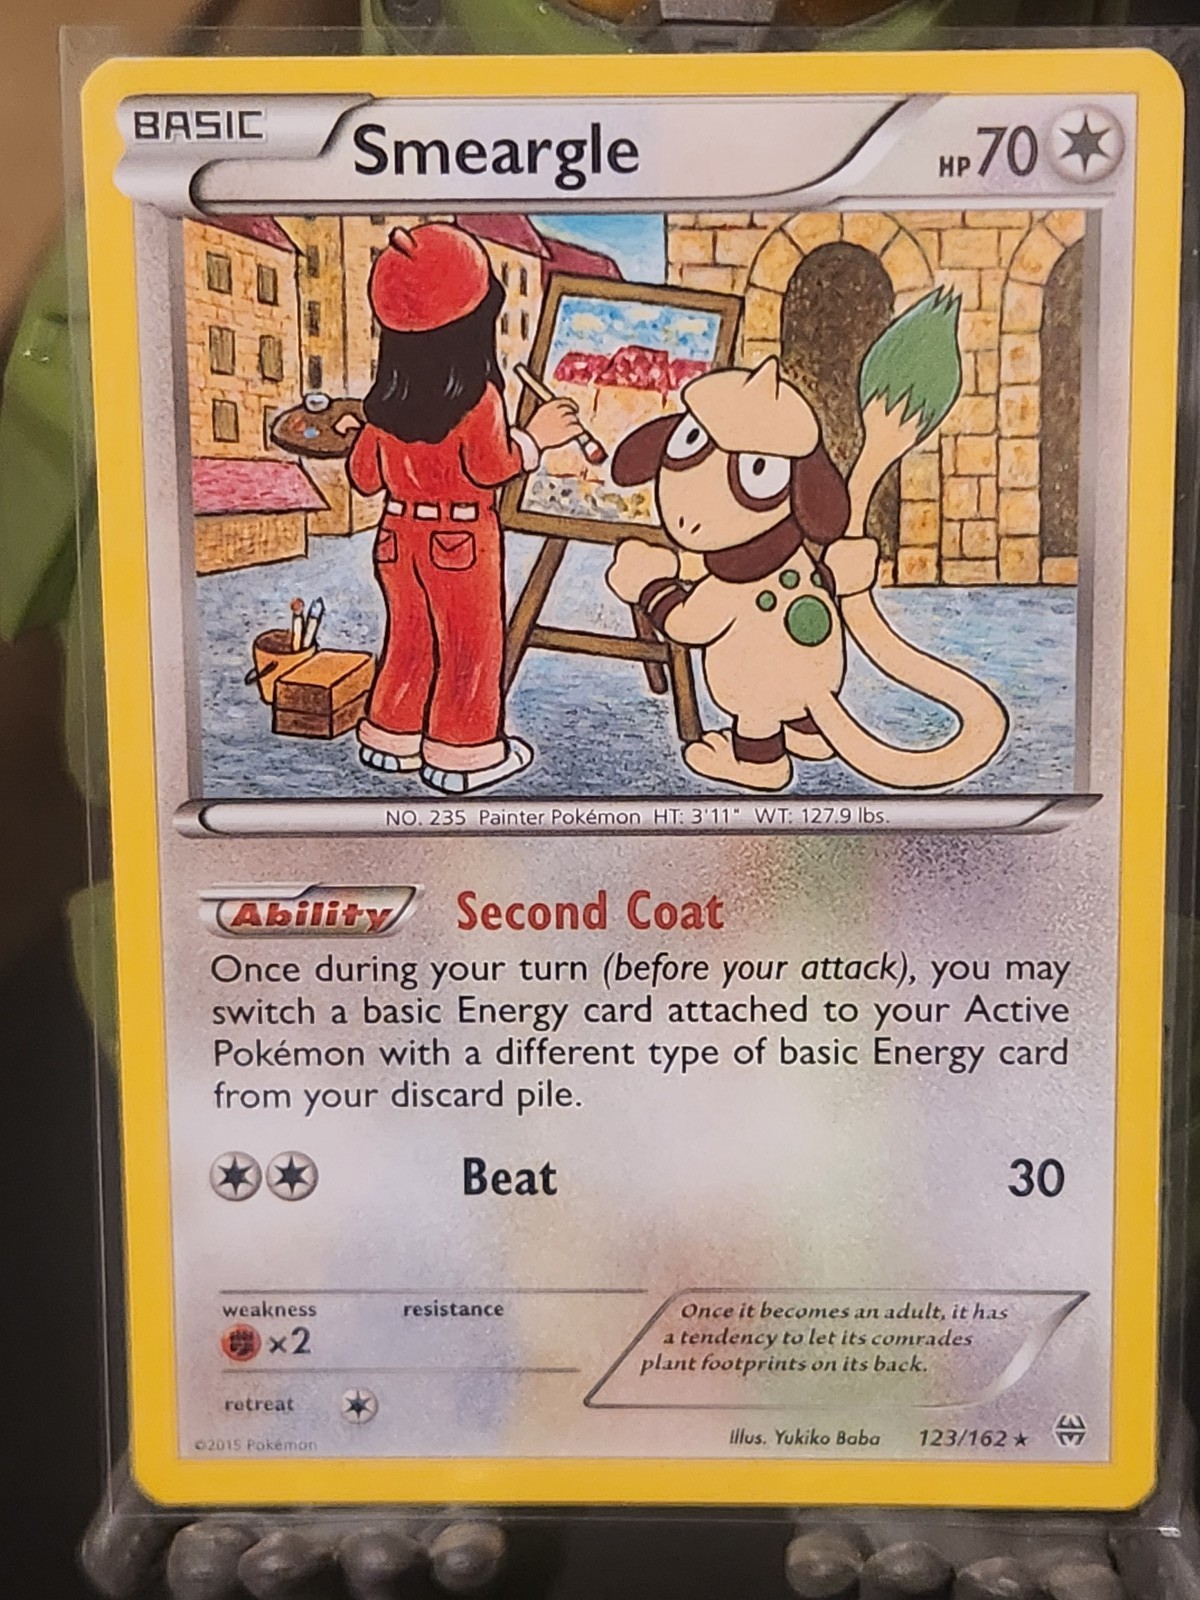 BASIC Smeargle HP 70
NO. 235 Painter Pokémon HT: 3'11" WT: 127.9 lbs.
Ability Second Coat
Once during your turn (before your attack), you may
switch a basic Energy card attached to your Active
Pokémon with a different type of basic Energy card
from your discard pile.
Beat 30
weakness resistance
×2
retreat
Once it becomes an adult, it has
a tendency to let its comrades
plant footprints on its back.
©2015 Pokémon
Illus. Yukiko Baba 123/162 ★